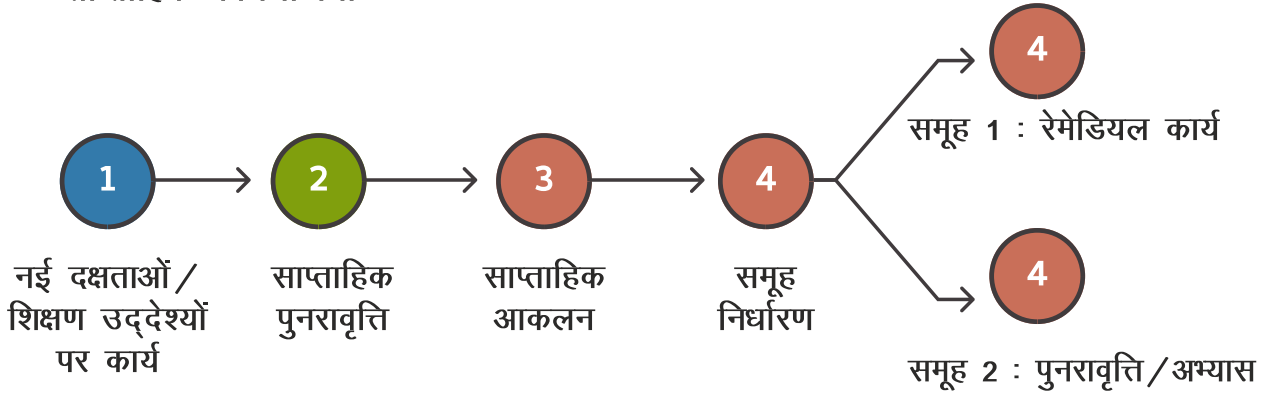 4
समूह 1 : रेमेडियल कार्य
1
2
3
4
नई दक्षताओं/
शिक्षण उद्देश्यों
पर कार्य
साप्ताहिक
पुनरावृत्ति
साप्ताहिक
आकलन
समूह
निर्धारण
4
समूह 2 : पुनरावृत्ति/अभ्यास